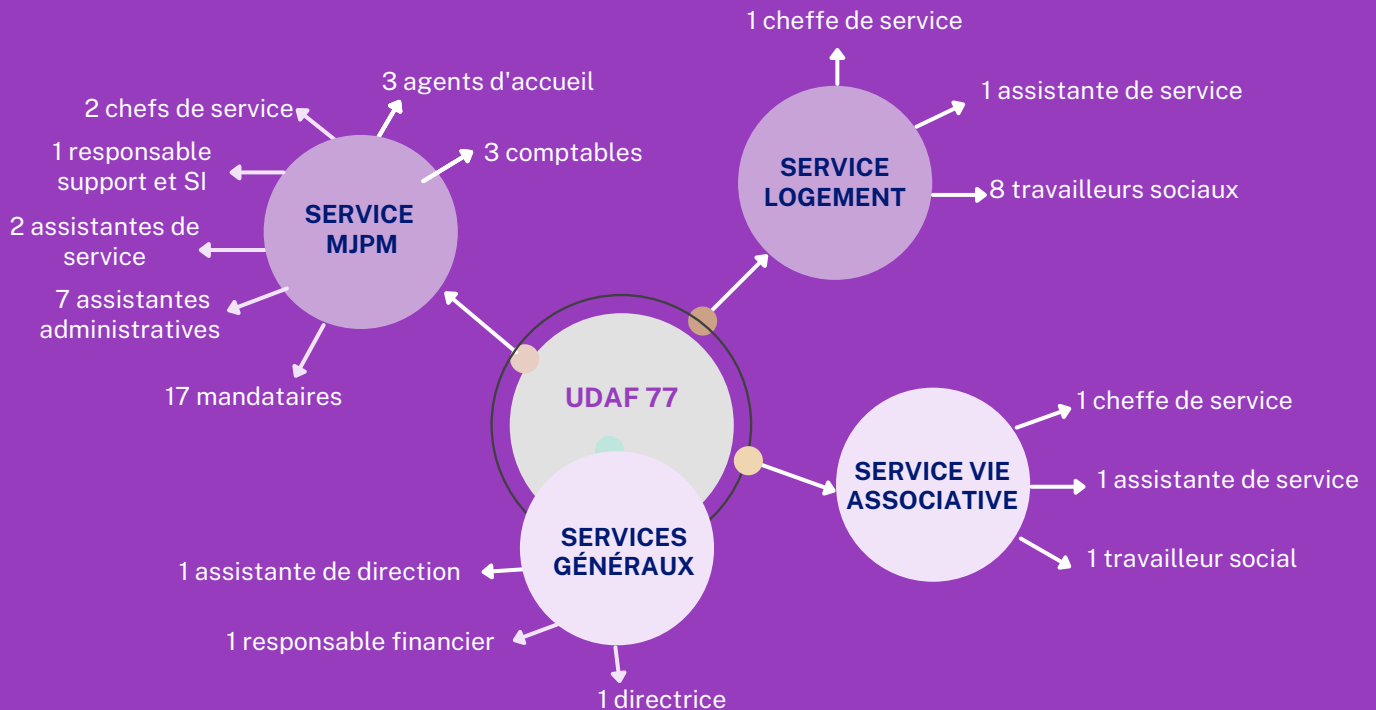 1 cheffe de service
3 agents d'accueil
1 assistante de service
2 chefs de service
1 responsable
support et SI
3 comptables
SERVICE
LOGEMENT
8 travailleurs sociaux
SERVICE
MJPM
2 assistantes de
service
7 assistantes
administratives
17 mandataires
UDAF 77
1 cheffe de service
SERVICE VIE
ASSOCIATIVE
1 assistante de service
1 travailleur social
SERVICES
GÉNÉRAUX
1 assistante de direction
1 responsable financier
1 directrice